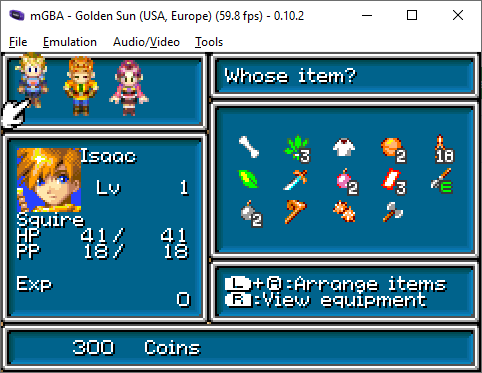 mGBA - Golden Sun (USA, Europe) (59.8 fps) - 0.10.2
File Emulation Audio/Video Tools
Whose item?
Isaac
Lv 1
Squire
HP 41/ 41
PP 18/ 18
Exp
0
3 2 18
2 3 E
2
L+A:Arrange items
R:View equipment
300 Coins